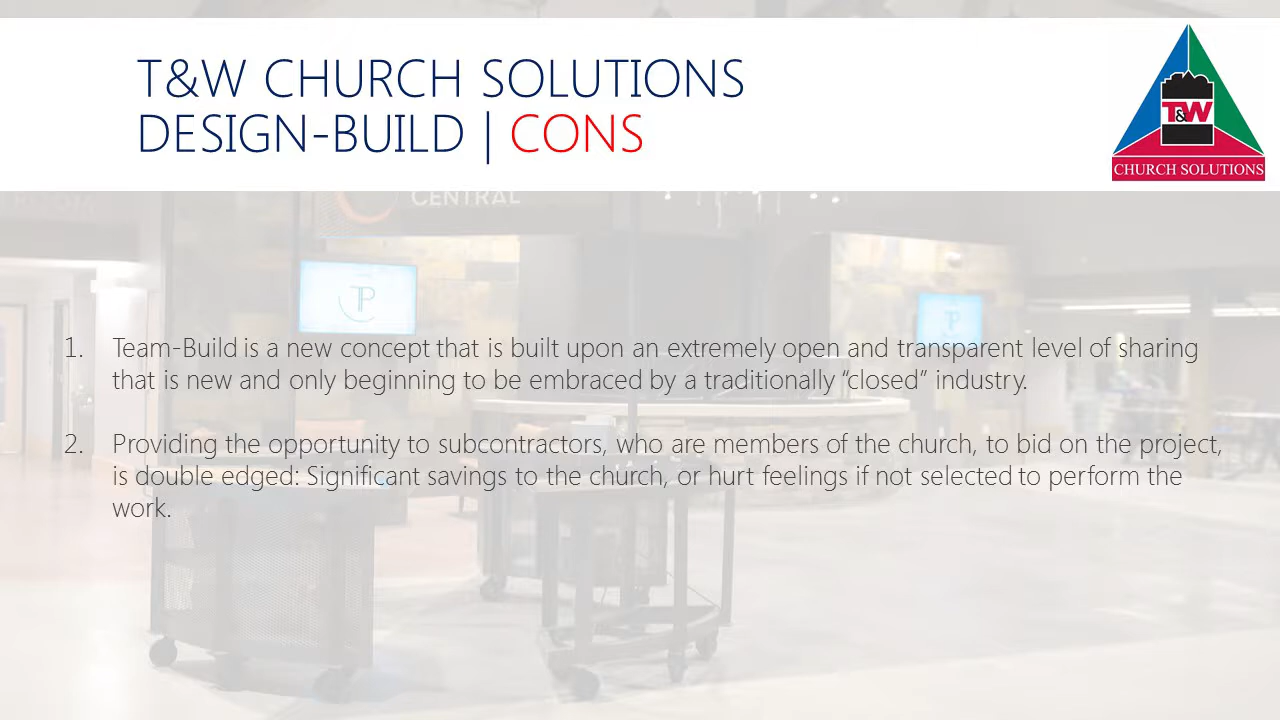 T&W CHURCH SOLUTIONS
DESIGN-BUILD | CONS
T&W
CHURCH SOLUTIONS
CENTRAL
TP
TP
1. Team-Build is a new concept that is built upon an extremely open and transparent level of sharing
that is new and only beginning to be embraced by a traditionally “closed” industry.
2. Providing the opportunity to subcontractors, who are members of the church, to bid on the project,
is double edged: Significant savings to the church, or hurt feelings if not selected to perform the
work.